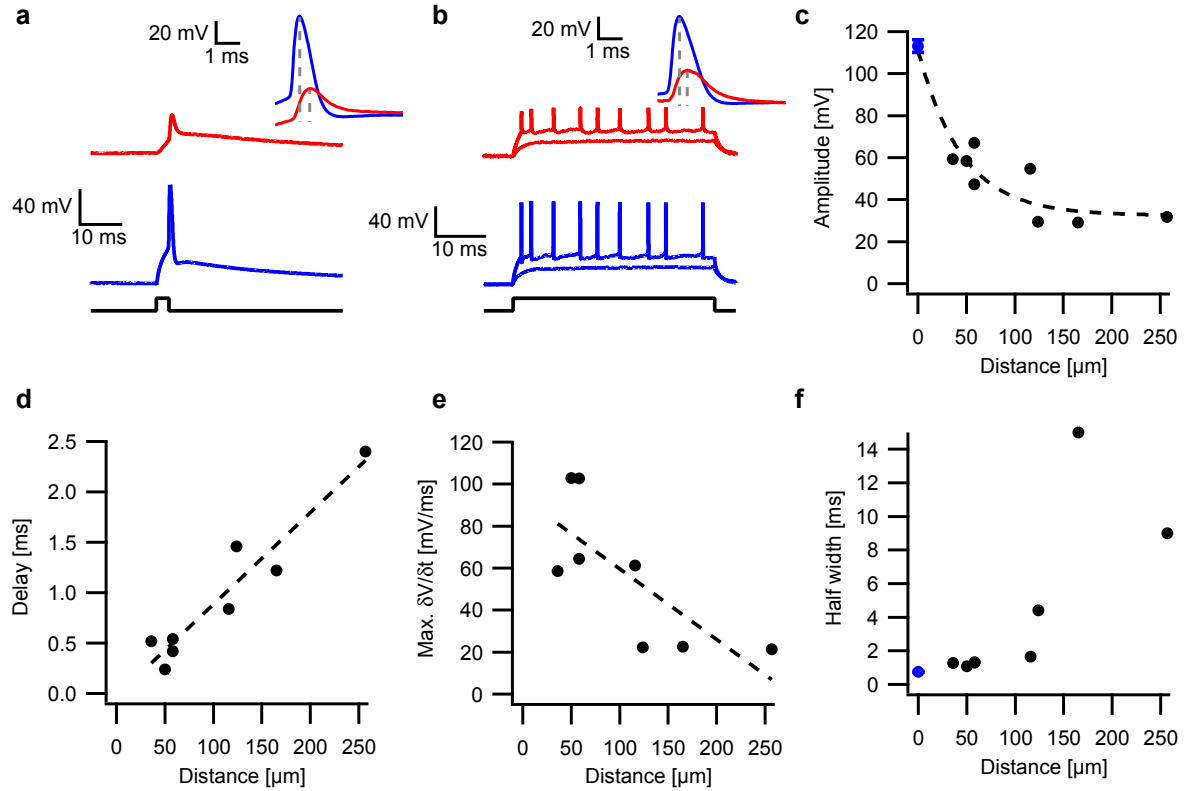 a
20 mV
1 ms
40 mV
10 ms
b
20 mV
1 ms
40 mV
10 ms
c
120
100
80
60
40
20
0
Amplitude [mV]
0 50 100 150 200 250
Distance [µm]
d
2.5
2.0
1.5
1.0
0.5
0.0
Delay [ms]
0 50 100 150 200 250
Distance [µm]
e
120
100
80
60
40
20
0
Max. δV/δt [mV/ms]
0 50 100 150 200 250
Distance [µm]
f
14
12
10
8
6
4
2
0
Half width [ms]
0 50 100 150 200 250
Distance [µm]